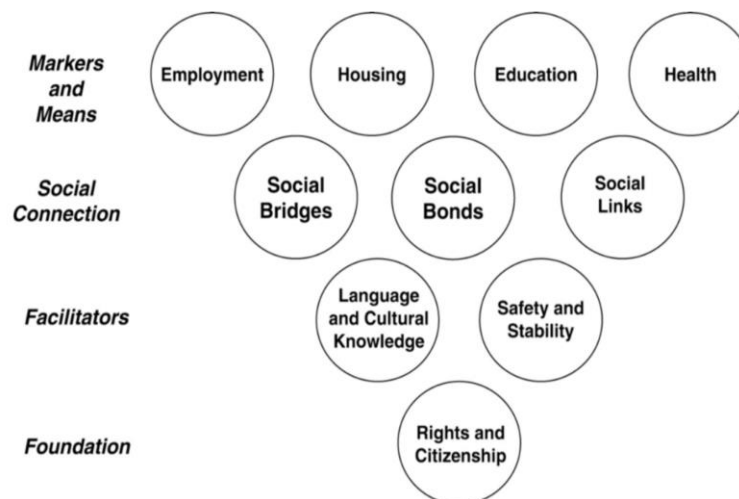 Markers
and
Means
Employment
Housing
Education
Health
Social
Connection
Social
Bridges
Social
Bonds
Social
Links
Facilitators
Language
and Cultural
Knowledge
Safety and
Stability
Foundation
Rights and
Citizenship